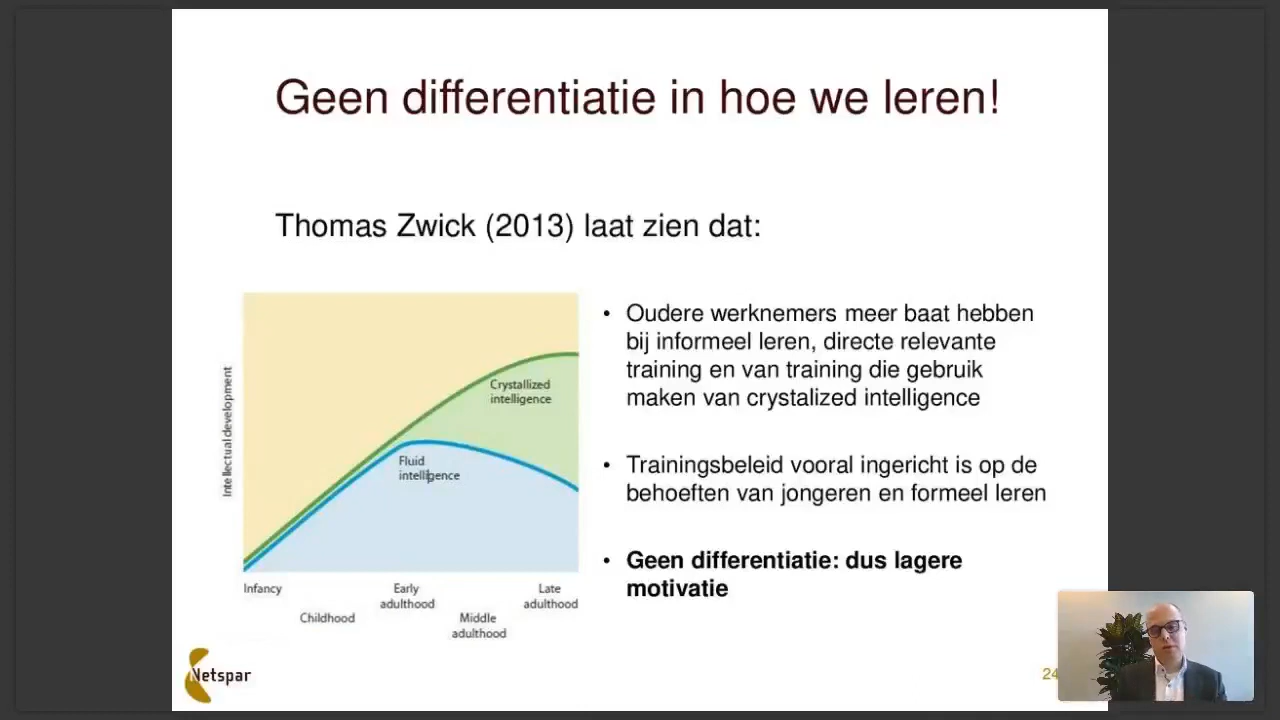 Geen differentiatie in hoe we leren!
Thomas Zwick (2013) laat zien dat:
Intellectual development
Crystallized
intelligence
Fluid
intelligence
Infancy
Childhood
Early
adulthood
Middle
adulthood
Late
adulthood
• Oudere werknemers meer baat hebben
bij informeel leren, directe relevante
training en van training die gebruik
maken van crystalized intelligence
• Trainingsbeleid vooral ingericht is op de
behoeften van jongeren en formeel leren
• Geen differentiatie: dus lagere
motivatie
Netspar
24